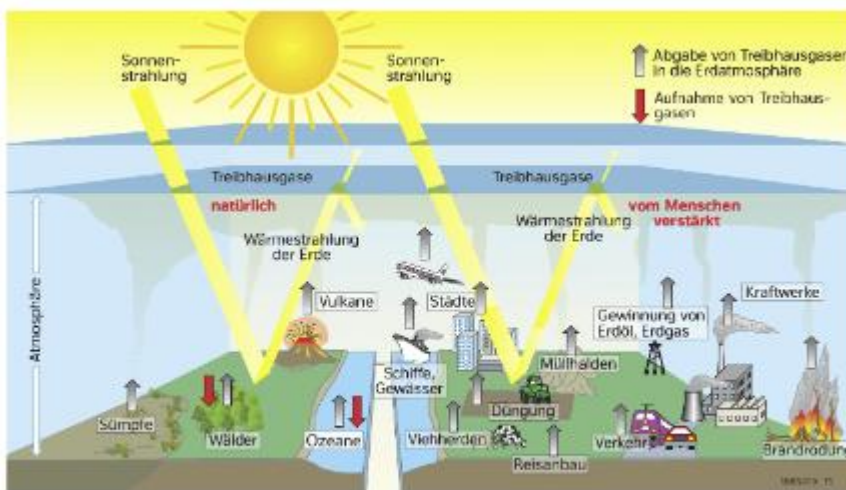 Sonnen-
strahlung
Sonnen-
strahlung
Abgabe von Treibhausgasen
in die Erdatmosphäre
Aufnahme von Treibhaus-
gasen
Treibhausgase
Treibhausgase
natürlich
vom Menschen
verstärkt
Wärmestrahlung
der Erde
Wärmestrahlung
der Erde
Atmosphäre
Vulkane
Städte
Gewinnung von
Erdöl, Erdgas
Kraftwerke
Schiffe,
Gewässer
Müllhalden
Sümpfe
Wälder
Ozeane
Viehherden
Düngung
Reisanbau
Verkehr
Brandrodung